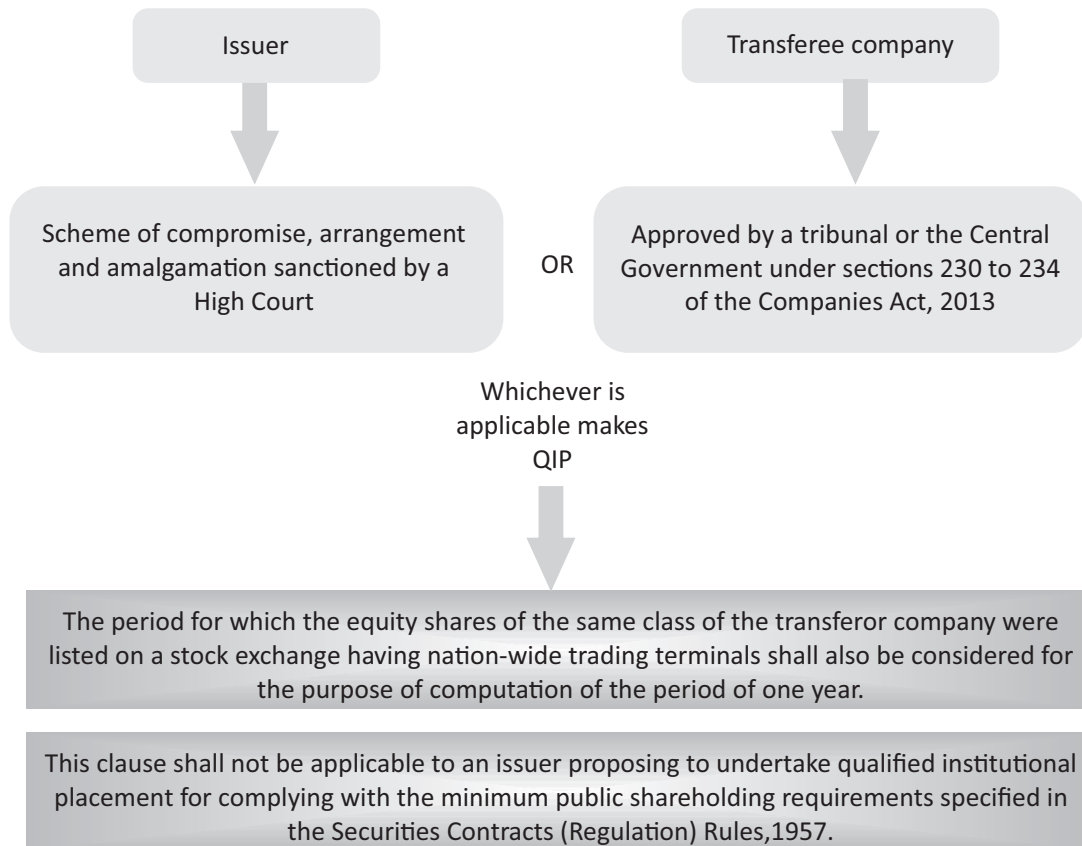 Issuer
Transferee company
Scheme of compromise, arrangement
and amalgamation sanctioned by a
High Court
OR
Approved by a tribunal or the Central
Government under sections 230 to 234
of the Companies Act, 2013
Whichever is
applicable makes
QIP
The period for which the equity shares of the same class of the transferor company were
listed on a stock exchange having nation-wide trading terminals shall also be considered for
the purpose of computation of the period of one year.
This clause shall not be applicable to an issuer proposing to undertake qualified institutional
placement for complying with the minimum public shareholding requirements specified in
the Securities Contracts (Regulation) Rules,1957.